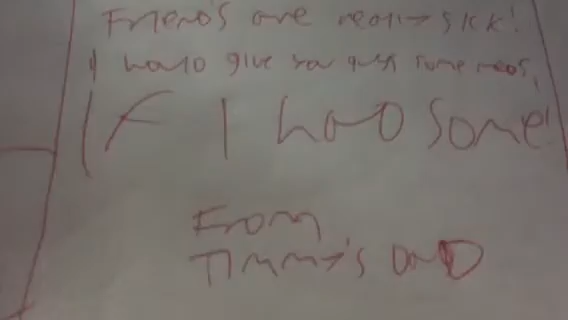 Friends are really sick!
I would give you guys some meds,
If I had some!
From
Timmy's DAD